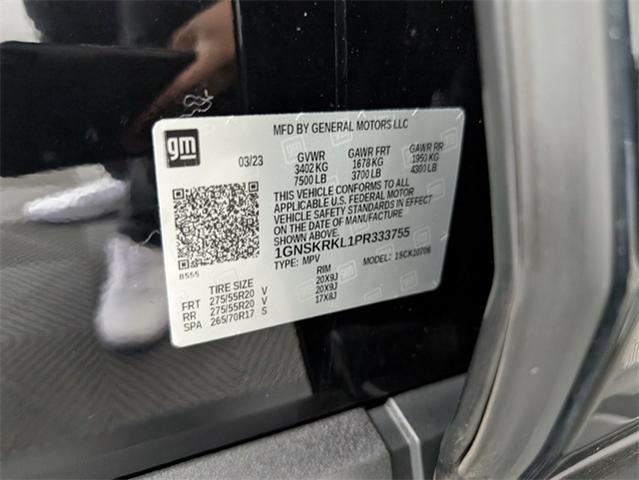 gm
MFD BY GENERAL MOTORS LLC
03/23 GVWR GAWR FRT GAWR RR
3402 KG 1678 KG 1950 KG
7500 LB 3700 LB 4300 LB
THIS VEHICLE CONFORMS TO ALL
APPLICABLE U.S. FEDERAL MOTOR
VEHICLE SAFETY STANDARDS IN EFFECT
ON THE DATE OF MANUFACTURE
SHOWN ABOVE.
1GNSKRKL1PR333755
TYPE: MPV MODEL: 1SCK10706
B555
TIRE SIZE RIM
FRT 275/55R20 V 20X9J
RR 275/55R20 V 20X9J
SPA 265/70R17 S 17X8J